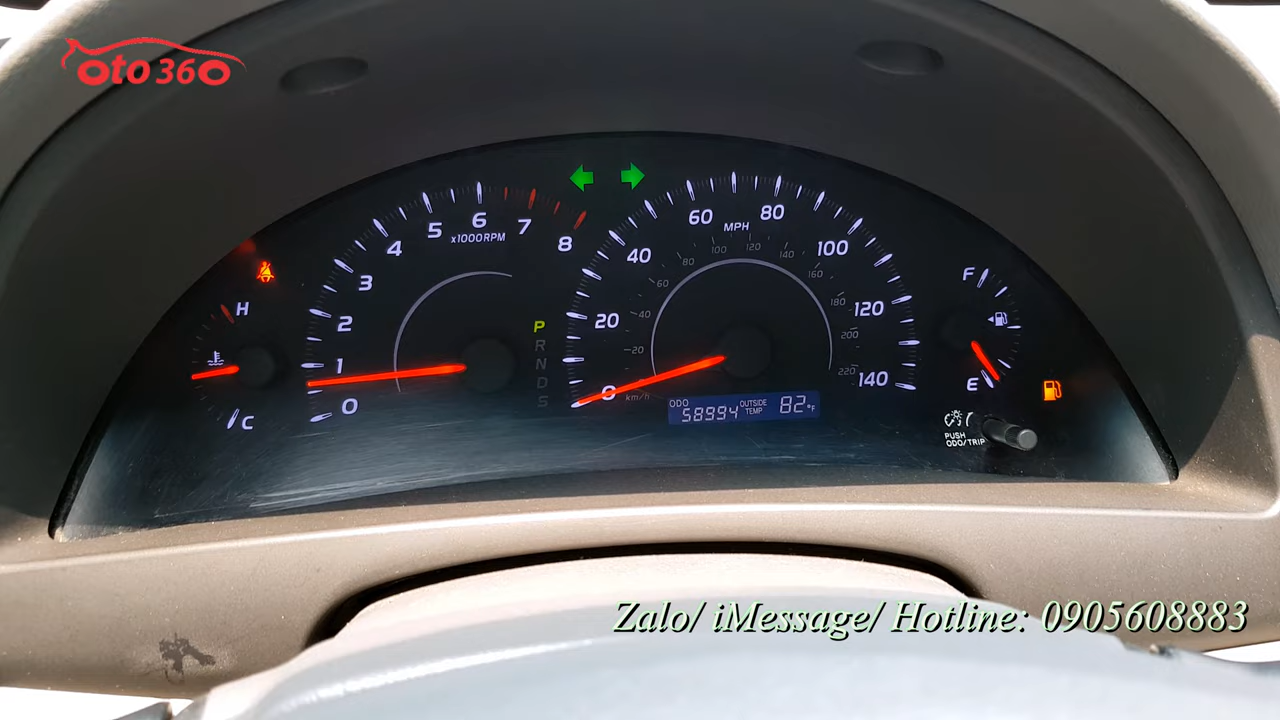 oto 360
8
7
6
5
4
3
2
1
0
x1000RPM
H
C
P
R
N
D
S
MPH
0
20
40
60
80
100
120
140
km/h
20
40
60
80
100
120
140
160
180
200
220
ODO
58994
OUTSIDE
TEMP
82°F
F
E
PUSH
ODO/TRIP
Zalo/ iMessage/ Hotline: 0905608883